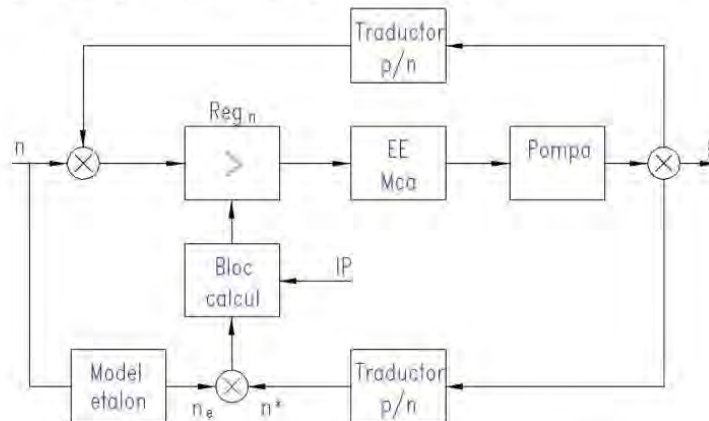 Traductor
p/n
Reg n
n
>
EE
Mca
Pompa
Bloc
calcul
IP
Model
etalon
n e
n*
Traductor
p/n